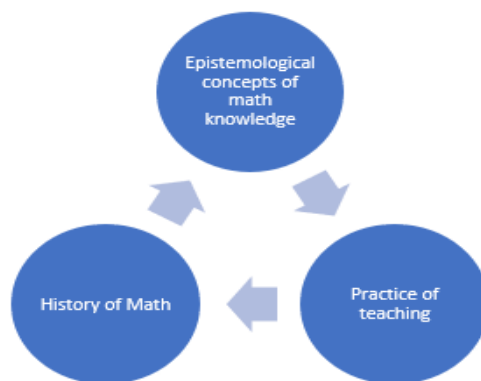 Epistemological
concepts of
math
knowledge
History of Math
Practice of
teaching